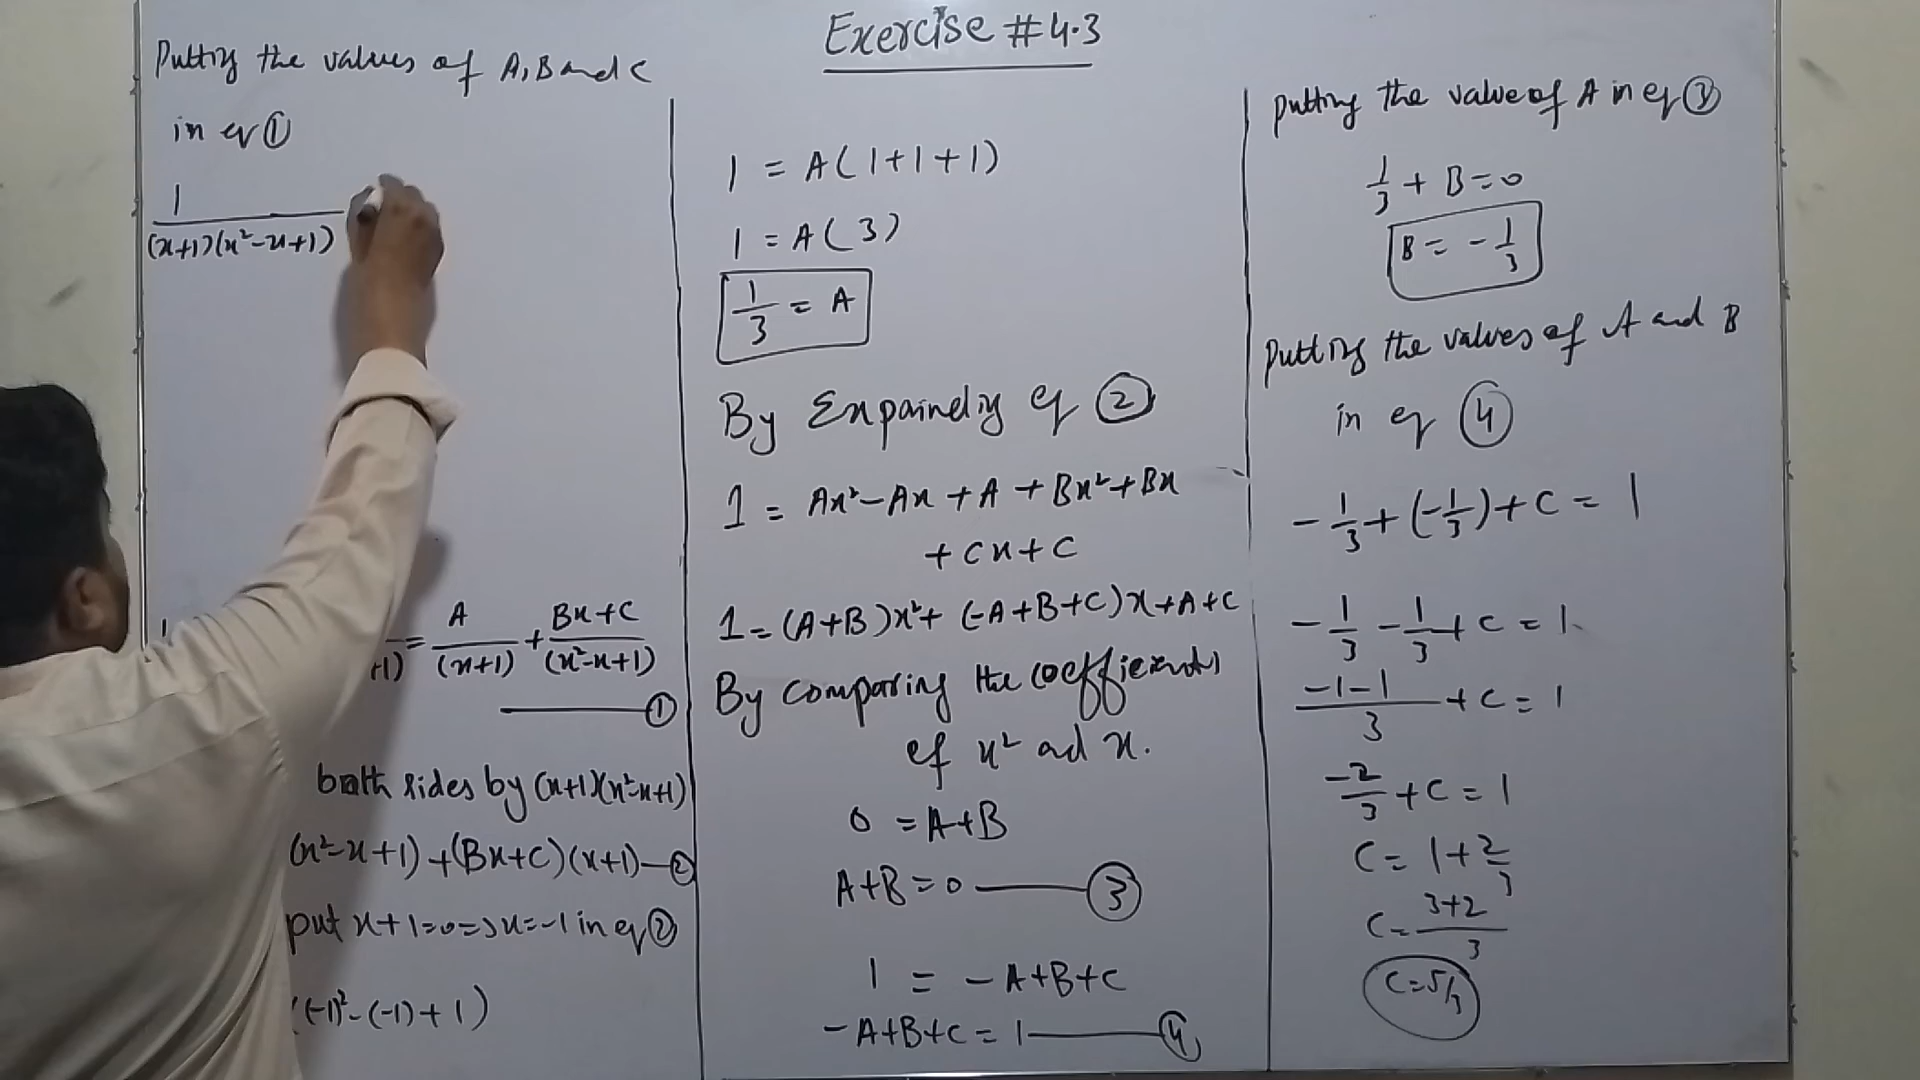 Exercise #4.3
Putting the values of A, B and C
in eq ①
1
(x+1)(x²-x+1)
1
+1) = A/(x+1) + Bx+C/(x²-x+1)
①
both sides by (x+1)(x²-x+1)
(x²-x+1)+(Bx+C)(x+1)—②
put x+1=0=>x=-1 in eq②
(-1)²-(-1)+1)
1 = A(1+1+1)
1 = A(3)
1/3 = A
By Expainding eq ②
1 = Ax²-Ax+A+Bx²+Bx
+Cx+C
1=(A+B)x²+(-A+B+C)x+A+C
By comparing the coefficients
of x² ad x.
0 = A+B
A+B=0 — ③
1 = -A+B+C
-A+B+C = 1 — ④
putting the value of A in eq ③
1/3 + B=0
B = -1/3
Putting the values of A and B
in eq ④
-1/3+(-1/3)+C = 1
-1/3-1/3+C = 1
-1-1/3+C = 1
-2/3+C = 1
C = 1+2/3
C = 3+2/3
C=5/3